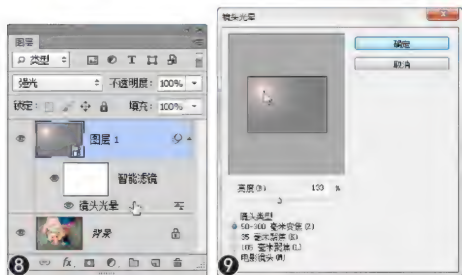 图层
类型
强光 不透明度: 100%
锁定: 填充: 100%
图层 1
智能滤镜
镜头光晕
背景
8
镜头光晕
确定
取消
亮度(B) 133 %
镜头类型
50-300 毫米变焦(Z)
35 毫米聚焦(K)
105 毫米聚焦(L)
电影镜头(M)
9